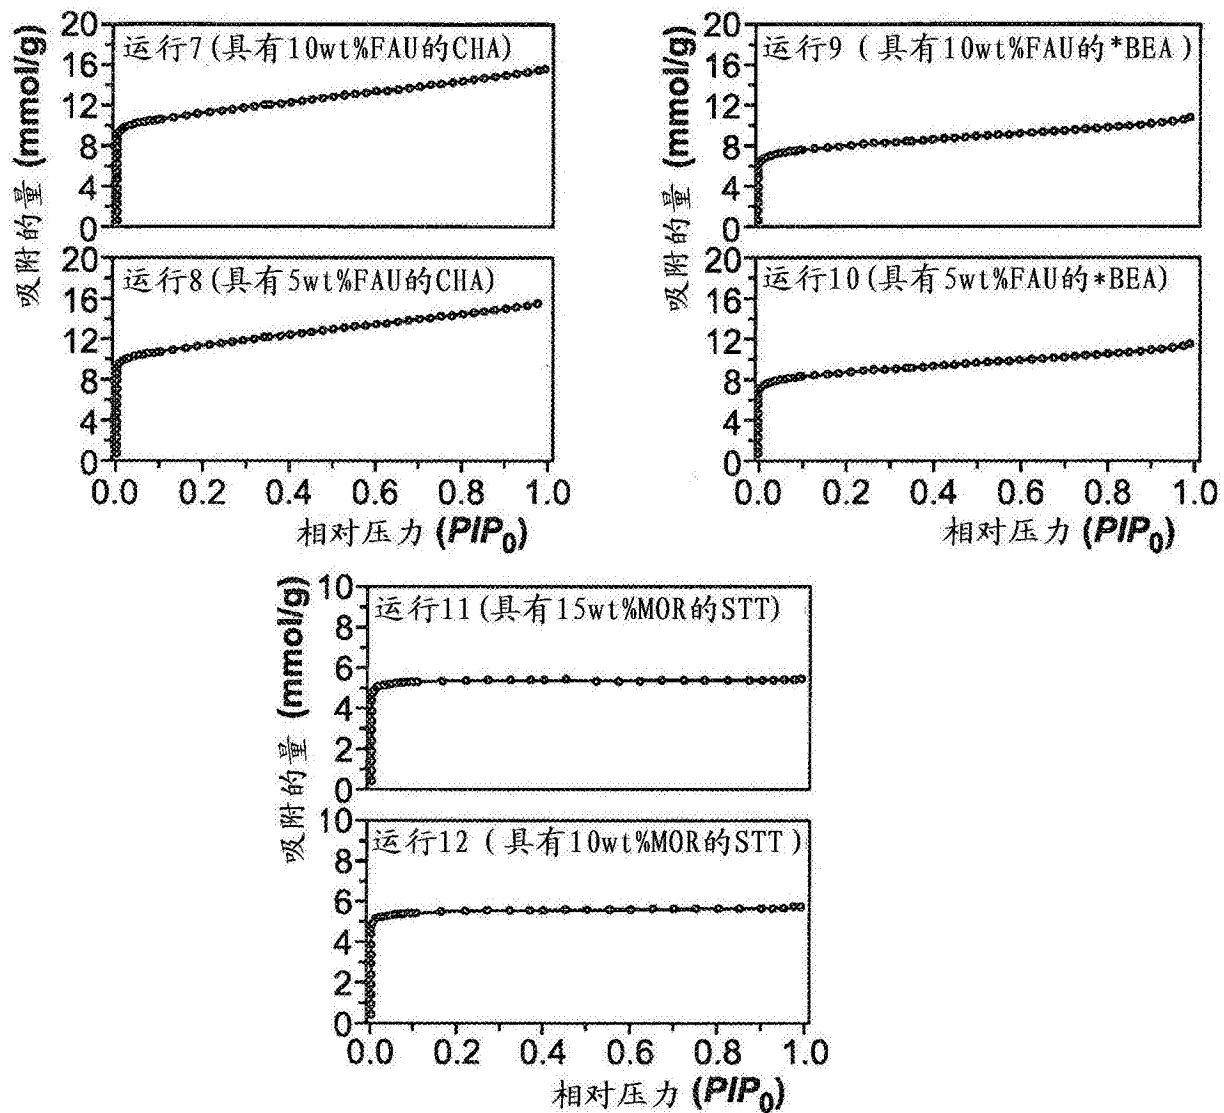 吸附的量 (mmol/g)
20
16
12
8
4
0
运行7(具有10wt%FAU的CHA)
20
16
12
8
4
0
运行8(具有5wt%FAU的CHA)
0.0 0.2 0.4 0.6 0.8 1.0
相对压力 (P/P0)
吸附的量 (mmol/g)
20
16
12
8
4
0
运行9 (具有10wt%FAU的*BEA)
20
16
12
8
4
0
运行10(具有5wt%FAU的*BEA)
0.0 0.2 0.4 0.6 0.8 1.0
相对压力 (P/P0)
吸附的量 (mmol/g)
10
8
6
4
2
0
运行11(具有15wt%MOR的STT)
10
8
6
4
2
0
运行12 (具有10wt%MOR的STT)
0.0 0.2 0.4 0.6 0.8 1.0
相对压力 (P/P0)